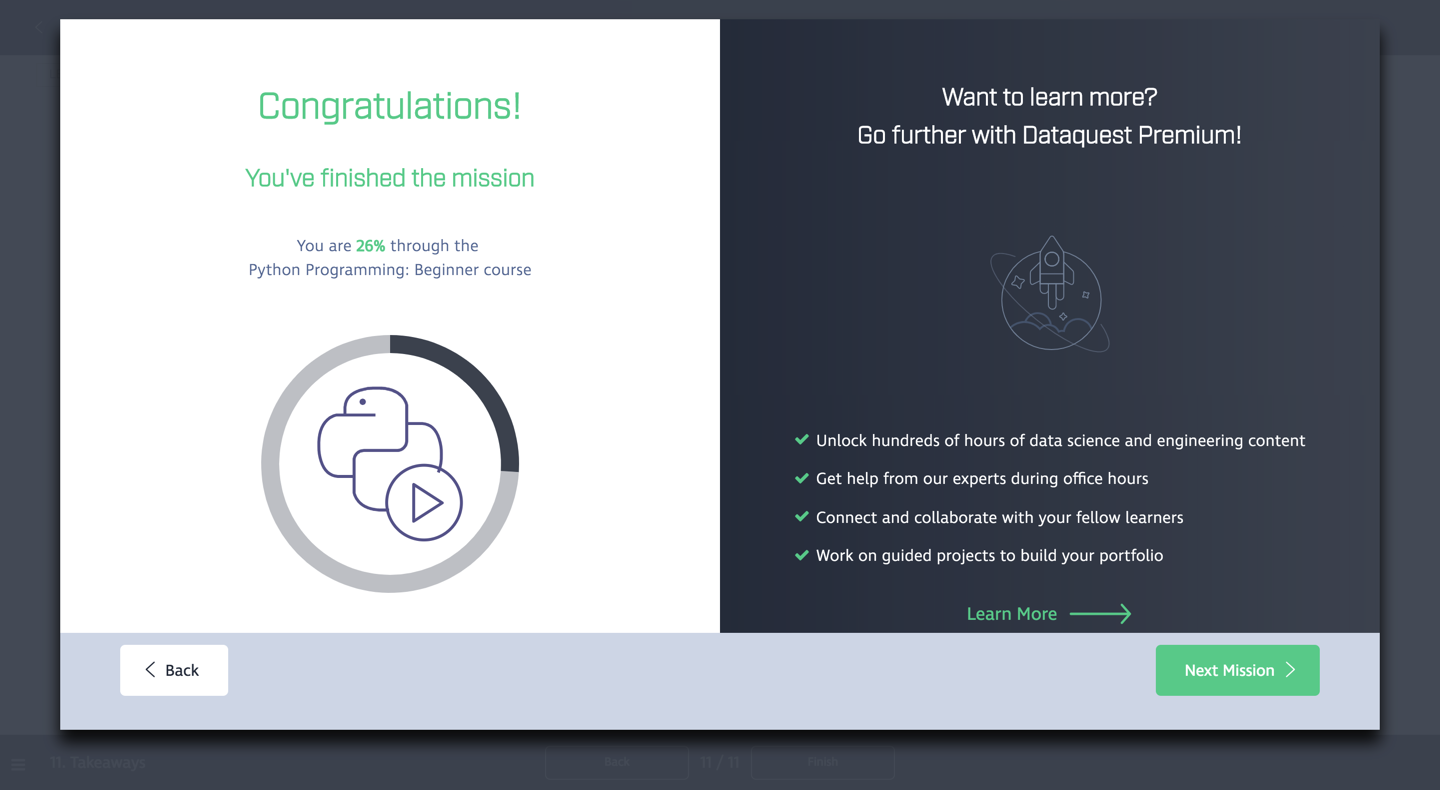 Congratulations!
You've finished the mission
You are 26% through the
Python Programming: Beginner course
Want to learn more?
Go further with Dataquest Premium!
Unlock hundreds of hours of data science and engineering content
Get help from our experts during office hours
Connect and collaborate with your fellow learners
Work on guided projects to build your portfolio
Learn More
Back
Next Mission
11. Takeaways
Back
11 / 11
Finish